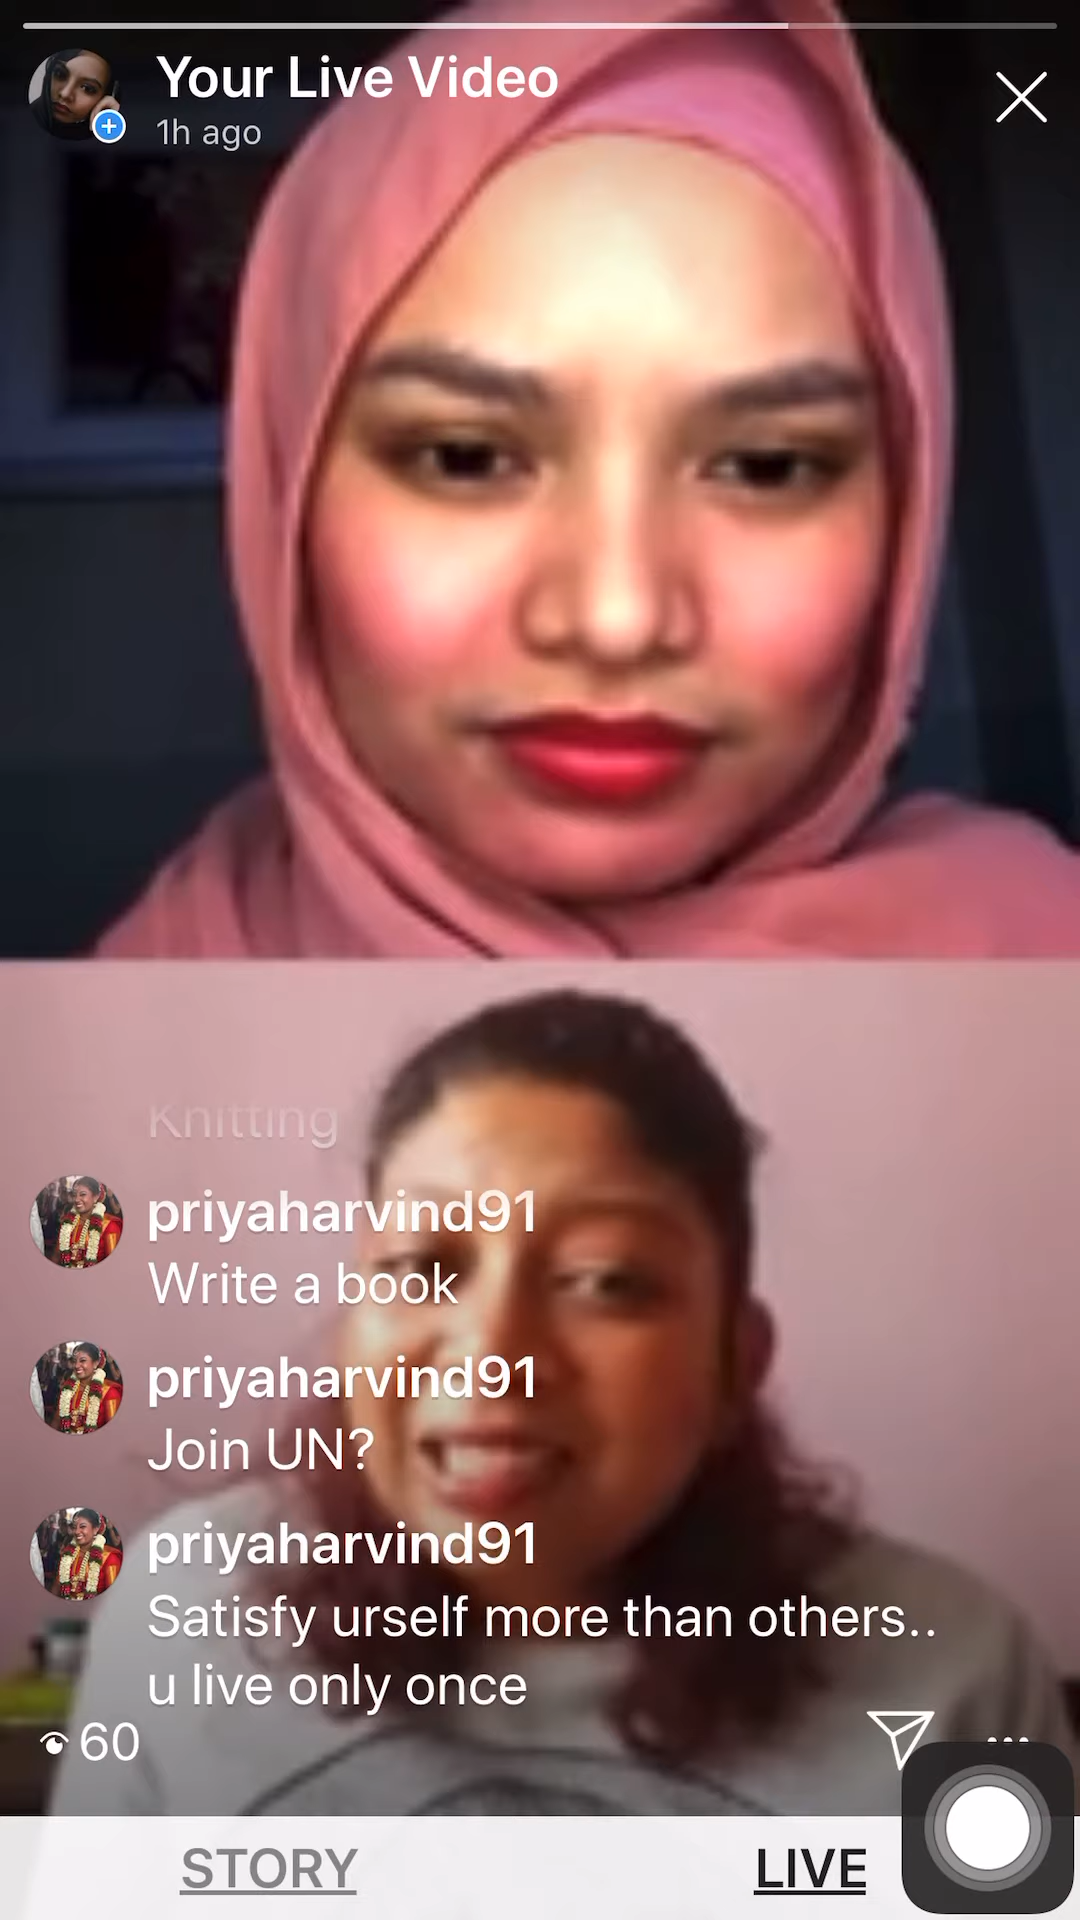 Your Live Video
1h ago
Knitting
priyaharvind91
Write a book
priyaharvind91
Join UN?
priyaharvind91
Satisfy urself more than others..
u live only once
60
STORY
LIVE